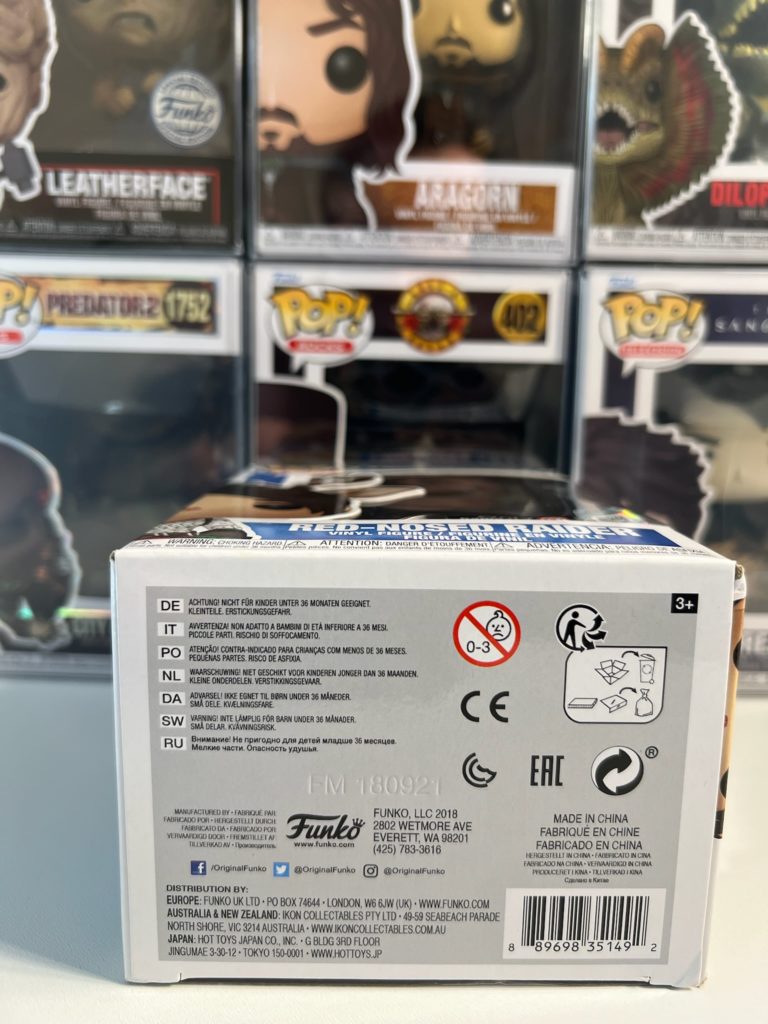 Funko
LEATHERFACE
ARAGORN
DILOP
POP!
PREDATOR 2
1752
POP!
402
POP!
SANG
CITY
RED-NOSED RAIDER
WARNING: CHOKING HAZARD
ATTENTION: DANGER D'ÉTOUFFEMENT
ADVERTENCIA: PELIGRO DE
3+
DE ACHTUNG! NICHT FÜR KINDER UNTER 36 MONATEN GEEIGNET.
KLEINTEILE. ERSTICKUNGSGEFAHR.
IT AVVERTENZA! NON ADATTO A BAMBINI DI ETÀ INFERIORE A 36 MESI.
PICCOLE PARTI. RISCHIO DI SOFFOCAMENTO.
PO ATENÇÃO! CONTRA-INDICADO PARA CRIANÇAS COM MENOS DE 36 MESES.
PEQUENAS PARTES. RISCO DE ASFIXIA.
NL WAARSCHUWING! NIET GESCHIKT VOOR KINDEREN JONGER DAN 36 MAANDEN.
KLEINE ONDERDELEN. VERSTIKKINGSGEVAAR.
DA ADVARSEL! IKKE EGNET TIL BØRN UNDER 36 MÅNEDER.
SMÅ DELE. KVÆLNINGSFARE.
SW VARNING! INTE LÄMPLIG FÖR BARN UNDER 36 MÅNADER.
SMÅ DELAR. KVÄVNINGSRISK.
RU Внимание! Не пригодно для детей младше 36 месяцев.
Мелкие части. Опасность удушья.
0-3
CE
EAC
®
FM 180921
MANUFACTURED BY • FABRIQUÉ PAR:
FABRICADO POR • HERGESTELLT DURCH:
FABBRICATO DA • FABRICADO POR:
VERVAARDIGD DOOR • FREMSTILLET AF
TILLVERKAD AV • Производитель
Funko
www.funko.com
FUNKO, LLC 2018
2802 WETMORE AVE
EVERETT, WA 98201
(425) 783-3616
/OriginalFunko @OriginalFunko @OriginalFunko
MADE IN CHINA
FABRIQUÉ EN CHINE
FABRICADO EN CHINA
HERGESTELLT IN CHINA • FABBRICATO IN CINA
FABRICADO NA CHINA • VERVAARDIGD IN CHINA
PRODUCERET I KINA • TILLVERKAD I KINA
Сделано в Китае
DISTRIBUTION BY:
EUROPE: FUNKO UK LTD • PO BOX 74644 • LONDON, W6 6JW (UK) • WWW.FUNKO.COM
AUSTRALIA & NEW ZEALAND: IKON COLLECTABLES PTY LTD • 49-59 SEABEACH PARADE
NORTH SHORE, VIC 3214 AUSTRALIA • WWW.IKONCOLLECTABLES.COM.AU
JAPAN: HOT TOYS JAPAN CO., INC. • G BLDG 3RD FLOOR
JINGUMAE 3-30-12 • TOKYO 150-0001 • WWW.HOTTOYS.JP
8 89698 35149 2